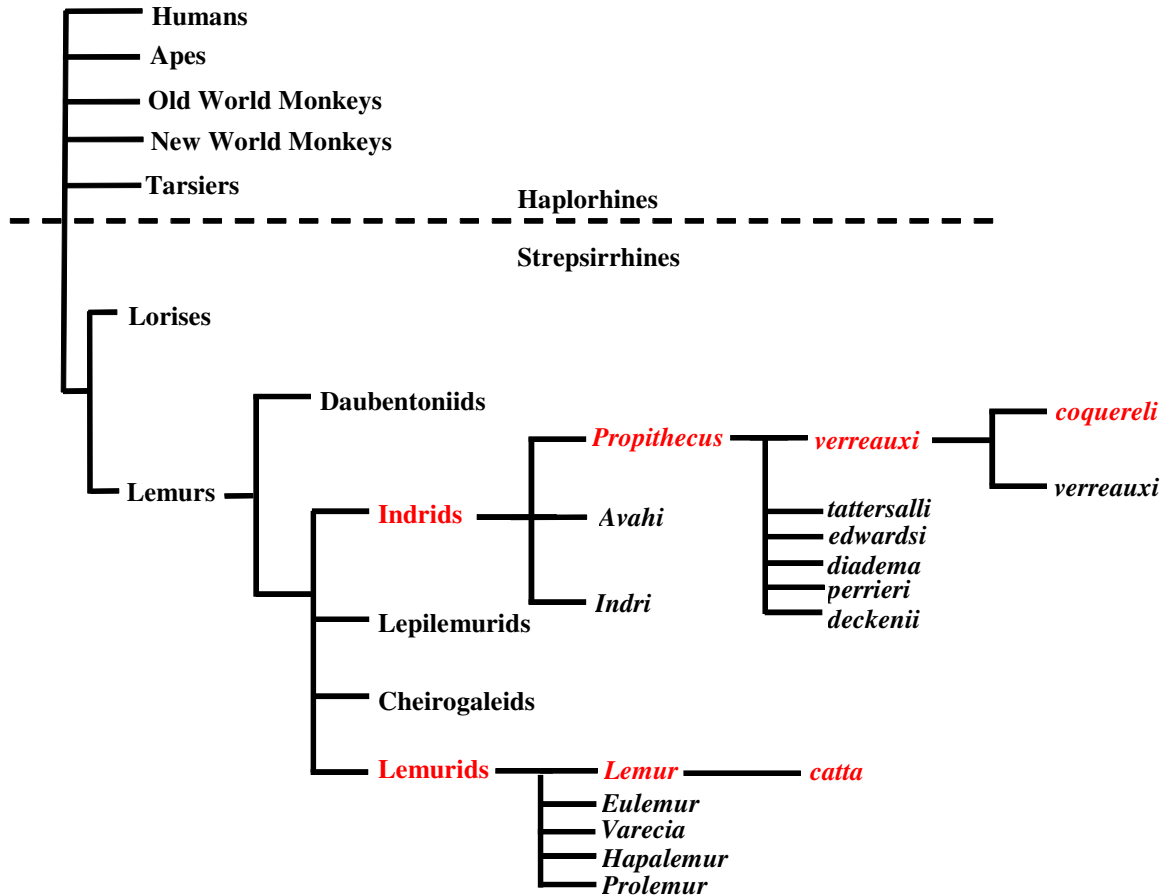 Humans
Apes
Old World Monkeys
New World Monkeys
Tarsiers
Haplorhines
Strepsirrhines
Lorises
Lemurs
Daubentoniids
Indrids
Lepilemurids
Cheirogaleids
Lemurids
Propithecus
Avahi
Indri
verreauxi
tattersalli
edwardsi
diadema
perrieri
deckenii
coquereli
verreauxi
Lemur
Eulemur
Varecia
Hapalemur
Prolemur
catta